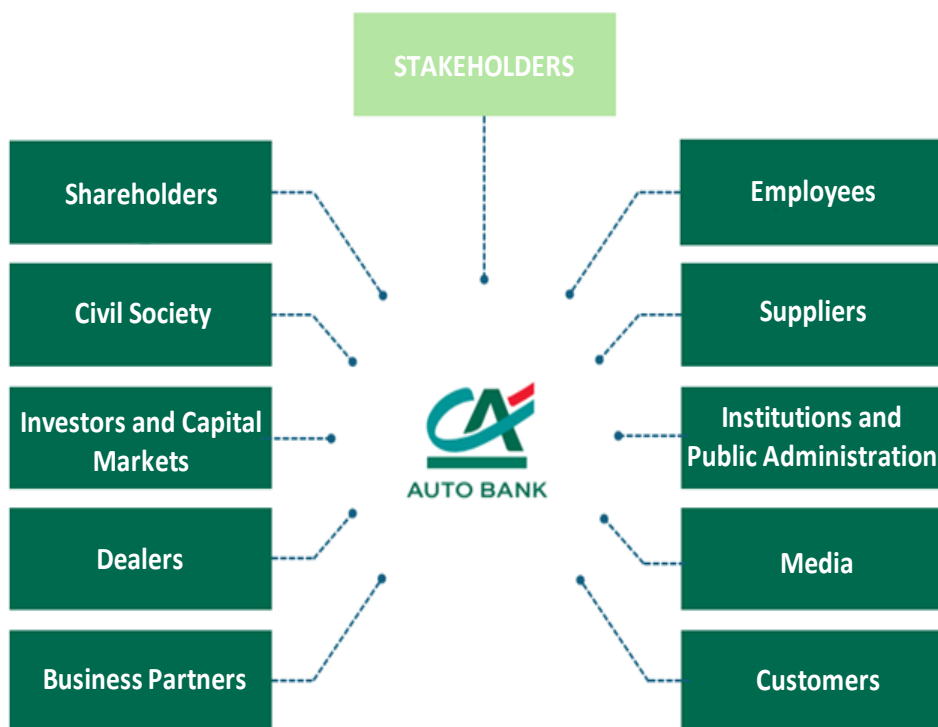 STAKEHOLDERS
Shareholders
Civil Society
Investors and Capital
Markets
Dealers
Business Partners
Employees
Suppliers
Institutions and
Public Administration
Media
Customers
CA
AUTO BANK